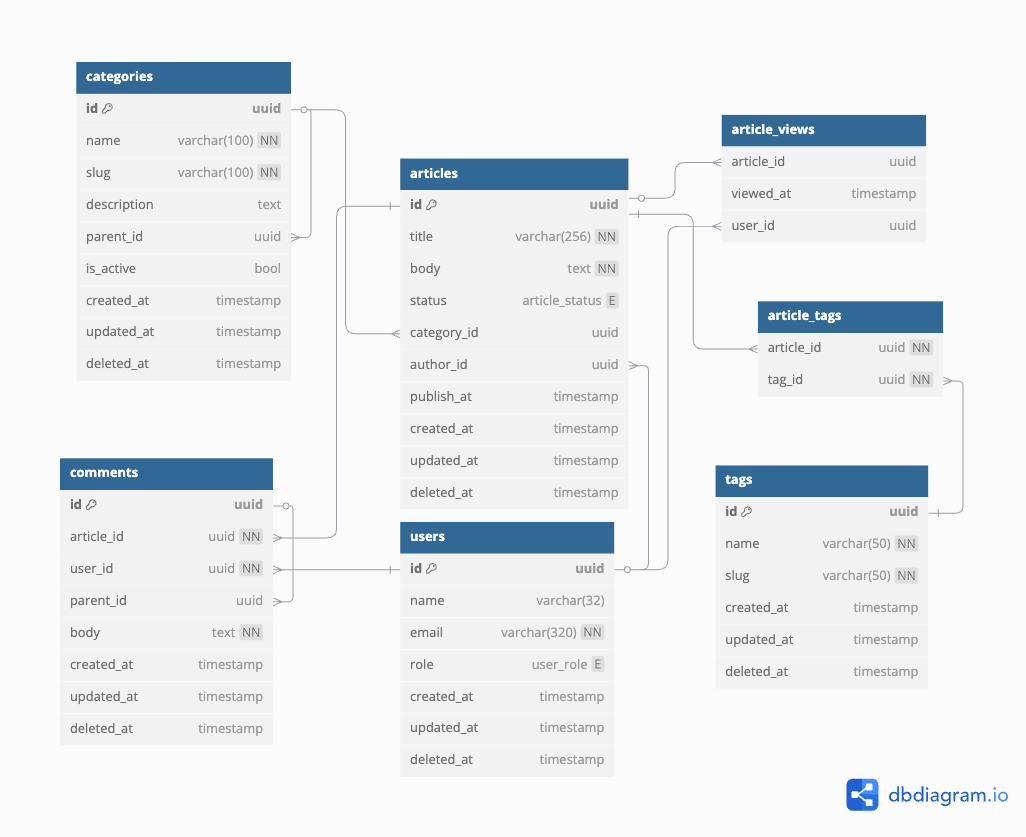 categories
id uuid
name varchar(100) NN
slug varchar(100) NN
description text
parent_id uuid
is_active bool
created_at timestamp
updated_at timestamp
deleted_at timestamp
articles
id uuid
title varchar(256) NN
body text NN
status article_status E
category_id uuid
author_id uuid
publish_at timestamp
created_at timestamp
updated_at timestamp
deleted_at timestamp
article_views
article_id uuid
viewed_at timestamp
user_id uuid
article_tags
article_id uuid NN
tag_id uuid NN
comments
id uuid
article_id uuid NN
user_id uuid NN
parent_id uuid
body text NN
created_at timestamp
updated_at timestamp
deleted_at timestamp
users
id uuid
name varchar(32)
email varchar(320) NN
role user_role E
created_at timestamp
updated_at timestamp
deleted_at timestamp
tags
id uuid
name varchar(50) NN
slug varchar(50) NN
created_at timestamp
updated_at timestamp
deleted_at timestamp
dbdiagram.io